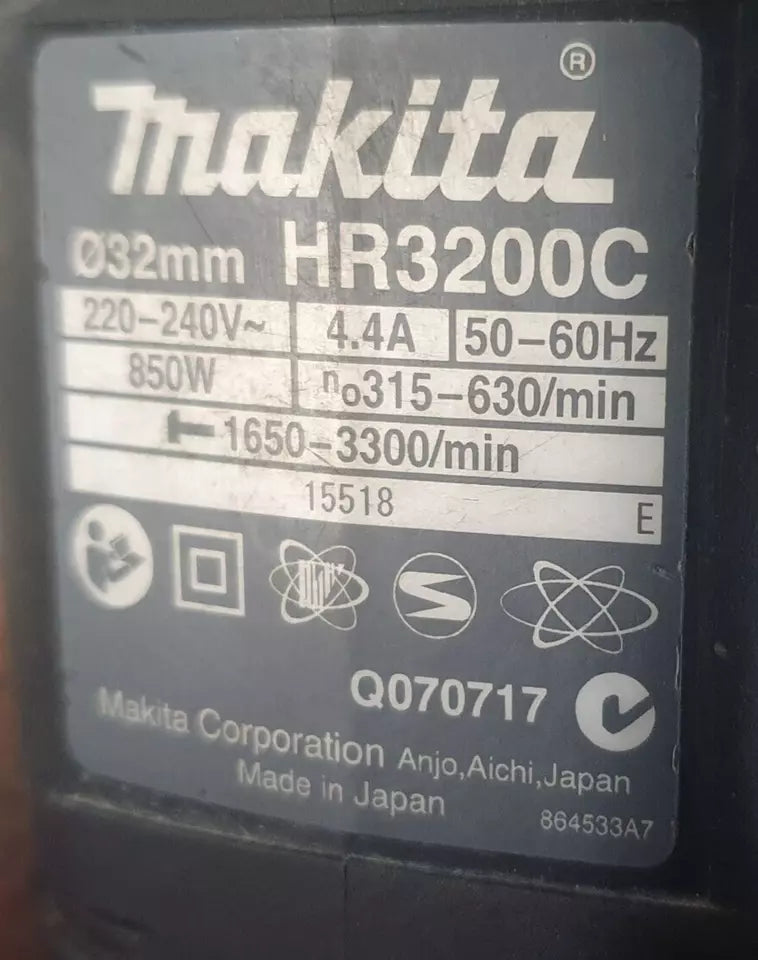 ®
makita
Ø32mm HR3200C
220-240V~ 4.4A 50-60Hz
850W no315-630/min
1650-3300/min
15518 E
Q070717
Makita Corporation Anjo,Aichi,Japan
Made in Japan 864533A7